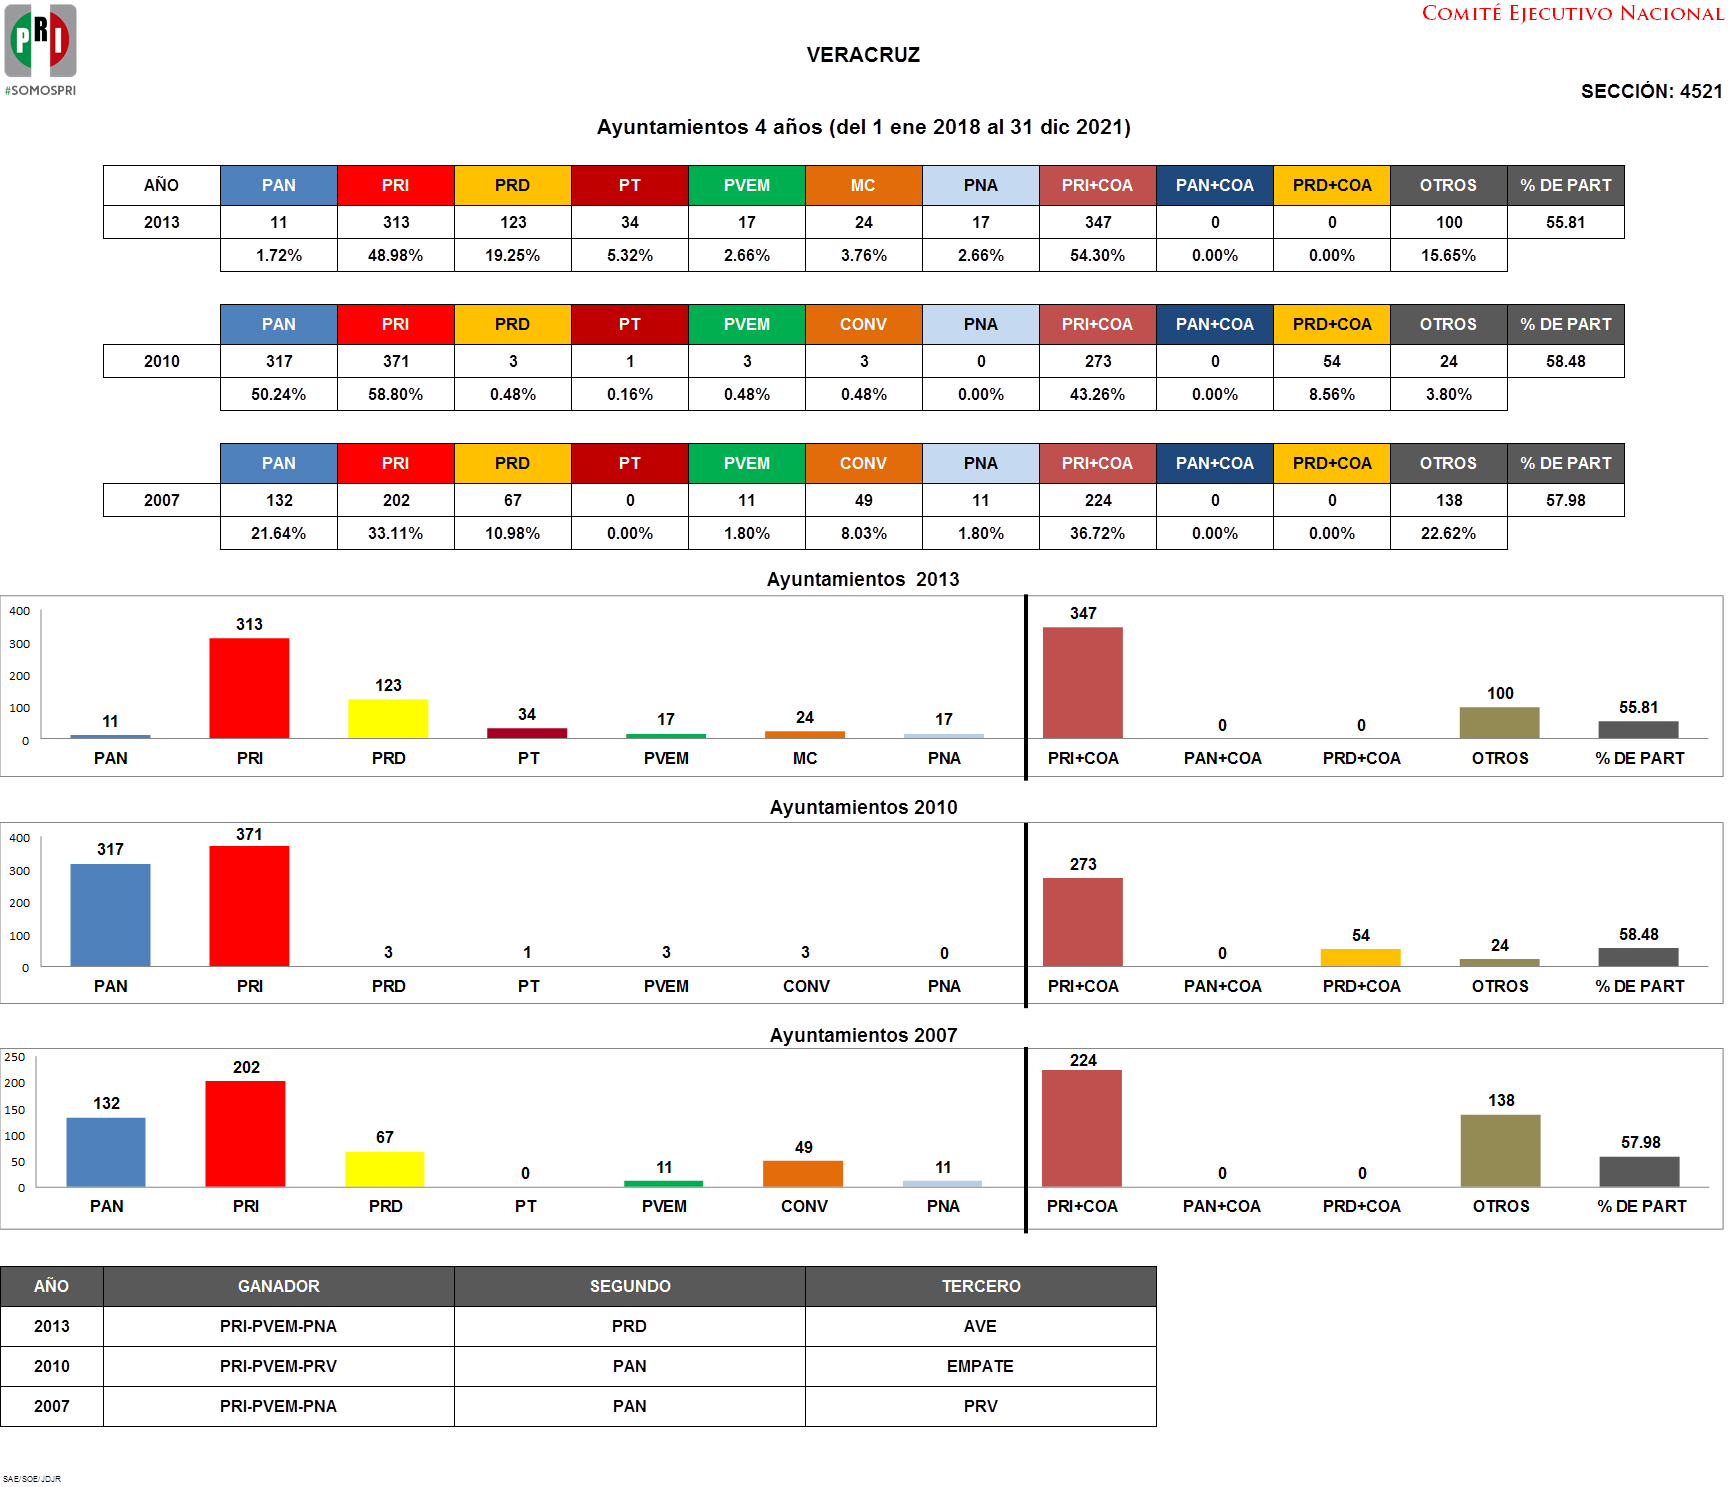 PRI
#SOMOSPRI
COMITÉ EJECUTIVO NACIONAL
VERACRUZ
SECCIÓN: 4521
Ayuntamientos 4 años (del 1 ene 2018 al 31 dic 2021)
AÑO PAN PRI PRD PT PVEM MC PNA PRI+COA PAN+COA PRD+COA OTROS % DE PART
2013 11 313 123 34 17 24 17 347 0 0 100 55.81
1.72% 48.98% 19.25% 5.32% 2.66% 3.76% 2.66% 54.30% 0.00% 0.00% 15.65%
PAN PRI PRD PT PVEM CONV PNA PRI+COA PAN+COA PRD+COA OTROS % DE PART
2010 317 371 3 1 3 3 0 273 0 54 24 58.48
50.24% 58.80% 0.48% 0.16% 0.48% 0.48% 0.00% 43.26% 0.00% 8.56% 3.80%
PAN PRI PRD PT PVEM CONV PNA PRI+COA PAN+COA PRD+COA OTROS % DE PART
2007 132 202 67 0 11 49 11 224 0 0 138 57.98
21.64% 33.11% 10.98% 0.00% 1.80% 8.03% 1.80% 36.72% 0.00% 0.00% 22.62%
Ayuntamientos 2013
400
300
200
100
0
11 313 123 34 17 24 17 347 0 0 100 55.81
PAN PRI PRD PT PVEM MC PNA PRI+COA PAN+COA PRD+COA OTROS % DE PART
Ayuntamientos 2010
400
300
200
100
0
317 371 3 1 3 3 0 273 0 54 24 58.48
PAN PRI PRD PT PVEM CONV PNA PRI+COA PAN+COA PRD+COA OTROS % DE PART
Ayuntamientos 2007
250
200
150
100
50
0
132 202 67 0 11 49 11 224 0 0 138 57.98
PAN PRI PRD PT PVEM CONV PNA PRI+COA PAN+COA PRD+COA OTROS % DE PART
AÑO GANADOR SEGUNDO TERCERO
2013 PRI-PVEM-PNA PRD AVE
2010 PRI-PVEM-PRV PAN EMPATE
2007 PRI-PVEM-PNA PAN PRV
SAE/SOE/JDJR